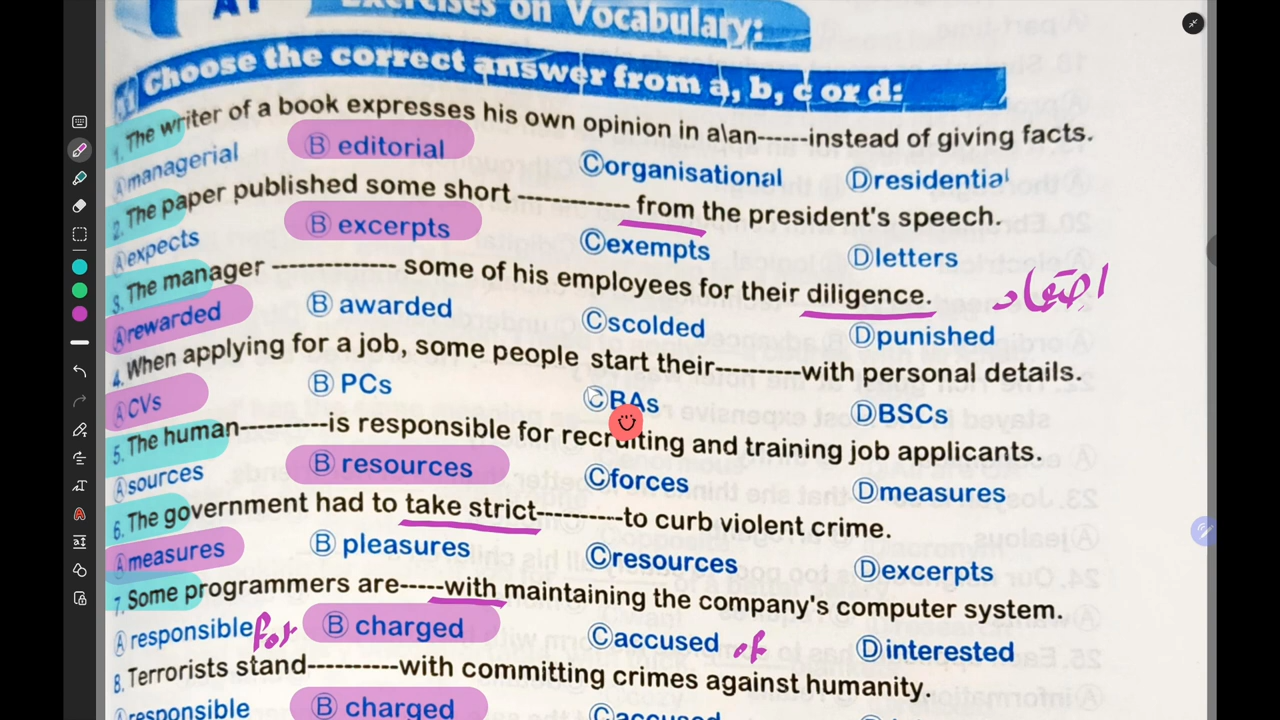 Exercises on Vocabulary:
Choose the correct answer from a, b, c or d:
1. The writer of a book expresses his own opinion in a\an------instead of giving facts.
Ⓐmanagerial Ⓑ editorial Ⓒorganisational Ⓓresidential
2. The paper published some short ------------- from the president's speech.
Ⓐexpects Ⓑ excerpts Ⓒexempts Ⓓletters
3. The manager -------------- some of his employees for their diligence.
Ⓐrewarded Ⓑ awarded Ⓒscolded Ⓓpunished
4. When applying for a job, some people start their----------with personal details.
ⒶCVs Ⓑ PCs ⒸBAs ⒹBSCs
5. The human----------is responsible for recruiting and training job applicants.
Ⓐsources Ⓑ resources Ⓒforces Ⓓmeasures
6. The government had to take strict----------to curb violent crime.
Ⓐmeasures Ⓑ pleasures Ⓒresources Ⓓexcerpts
7. Some programmers are-----with maintaining the company's computer system.
Ⓐresponsible for Ⓑ charged Ⓒaccused of Ⓓinterested
8. Terrorists stand----------with committing crimes against humanity.
Ⓐresponsible Ⓑ charged Ⓒaccused